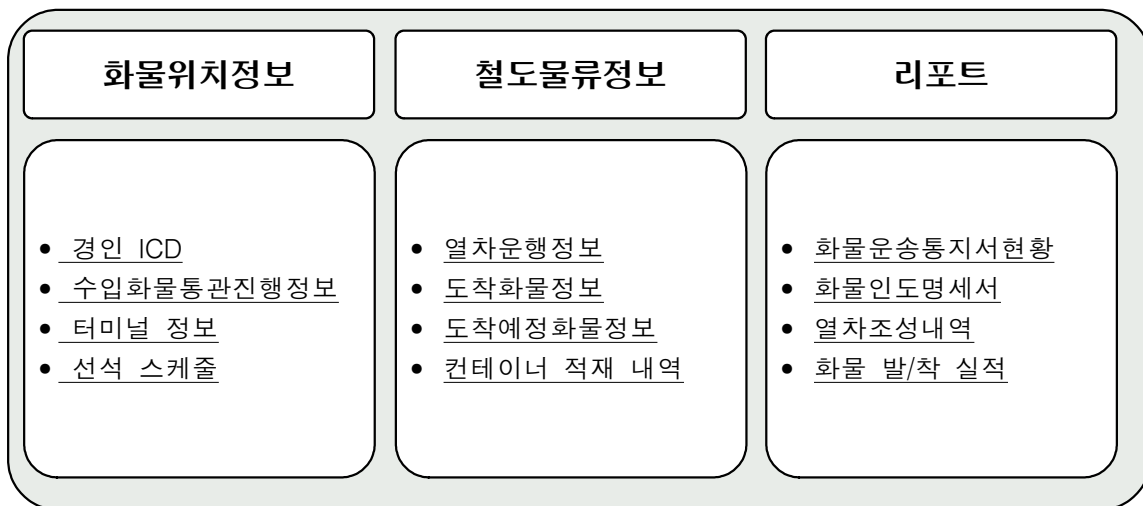 화물위치정보
철도물류정보
리포트
• 경인 ICD
• 수입화물통관진행정보
• 터미널 정보
• 선석 스케줄
• 열차운행정보
• 도착화물정보
• 도착예정화물정보
• 컨테이너 적재 내역
• 화물운송통지서현황
• 화물인도명세서
• 열차조성내역
• 화물 발/착 실적